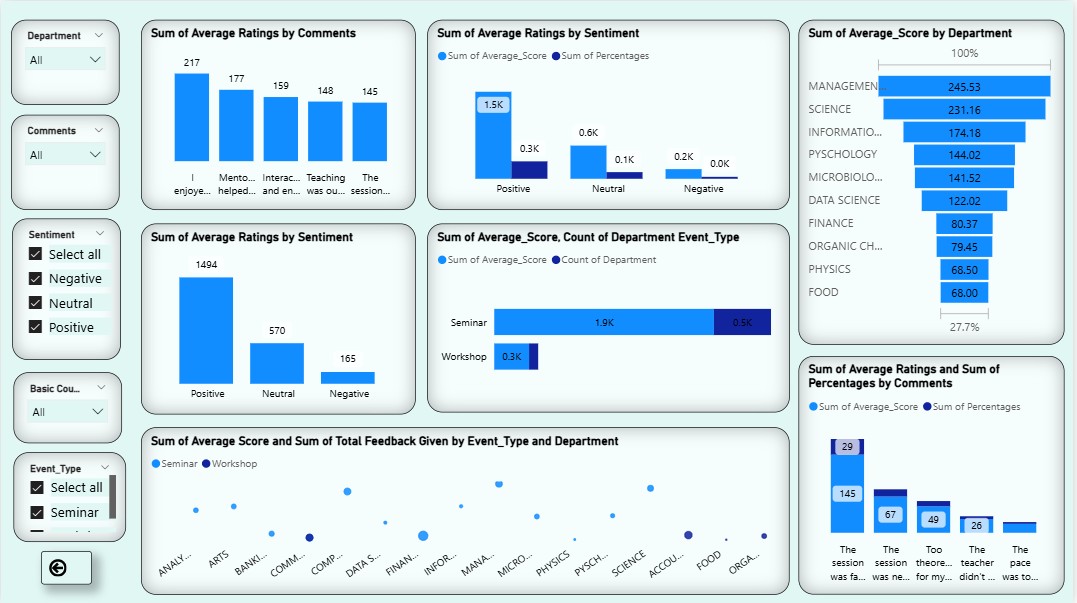 Department
All
Comments
All
Sentiment
Select all
Negative
Neutral
Positive
Basic Cou...
All
Event_Type
Select all
Seminar
Sum of Average Ratings by Comments
217
177
159
148
145
I enjoye...
Mento... helped...
Interac... and en...
Teaching was ou...
The session...
Sum of Average Ratings by Sentiment
Sum of Average_Score Sum of Percentages
1.5K
0.3K
0.6K
0.1K
0.2K
0.0K
Positive
Neutral
Negative
Sum of Average_Score by Department
100%
MANAGEMEN... 245.53
SCIENCE 231.16
INFORMATIO... 174.18
PYSCHOLOGY 144.02
MICROBIOLO... 141.52
DATA SCIENCE 122.02
FINANCE 80.37
ORGANIC CH... 79.45
PHYSICS 68.50
FOOD 68.00
27.7%
Sum of Average Ratings by Sentiment
1494
570
165
Positive
Neutral
Negative
Sum of Average_Score, Count of Department Event_Type
Sum of Average_Score Count of Department
Seminar 1.9K 0.5K
Workshop 0.3K
Sum of Average Ratings and Sum of
Percentages by Comments
Sum of Average_Score Sum of Percentages
29
145
67
49
26
The session was fa...
The session was ne...
Too theore... for my...
The teacher didn't ...
The pace was to...
Sum of Average Score and Sum of Total Feedback Given by Event_Type and Department
Seminar Workshop
ANALY...
ARTS
BANKI...
COMM...
COMP...
DATA S...
FINAN...
INFOR...
MANA...
MICRO...
PHYSICS
PYSCH...
SCIENCE
ACCOU...
FOOD
ORGA...